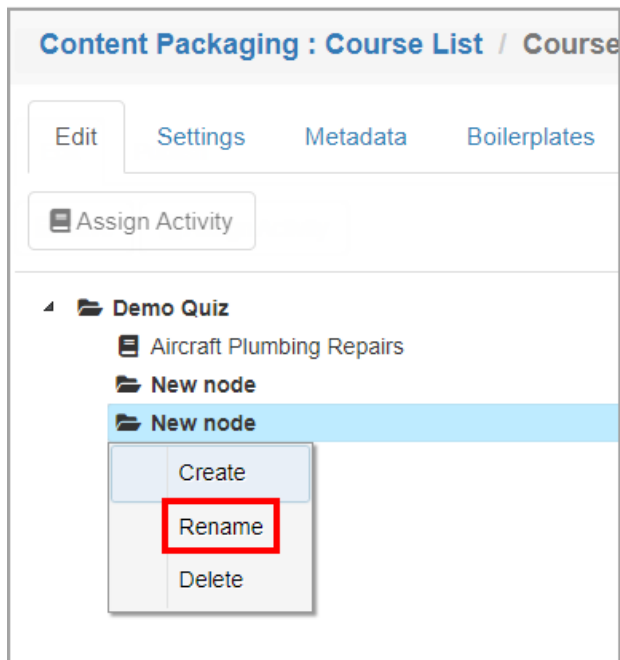 Content Packaging : Course List / Course
Edit Settings Metadata Boilerplates
Assign Activity
Demo Quiz
Aircraft Plumbing Repairs
New node
New node
Create
Rename
Delete